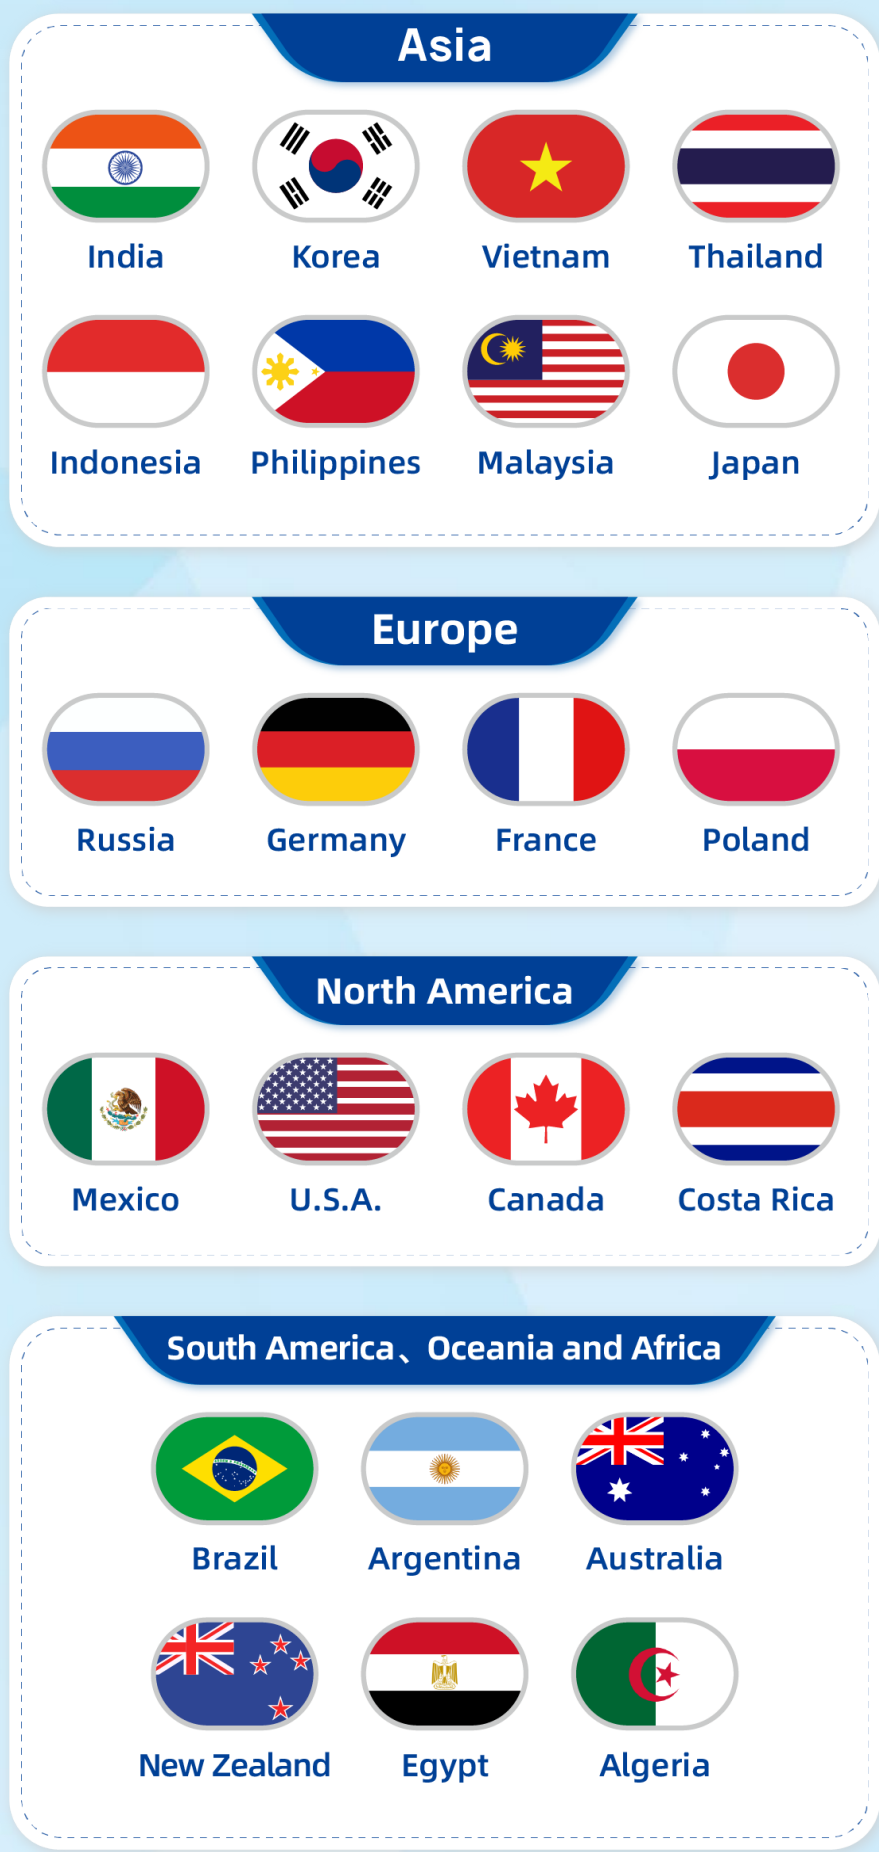 Asia
India Korea Vietnam Thailand
Indonesia Philippines Malaysia Japan
Europe
Russia Germany France Poland
North America
Mexico U.S.A. Canada Costa Rica
South America、Oceania and Africa
Brazil Argentina Australia
New Zealand Egypt Algeria